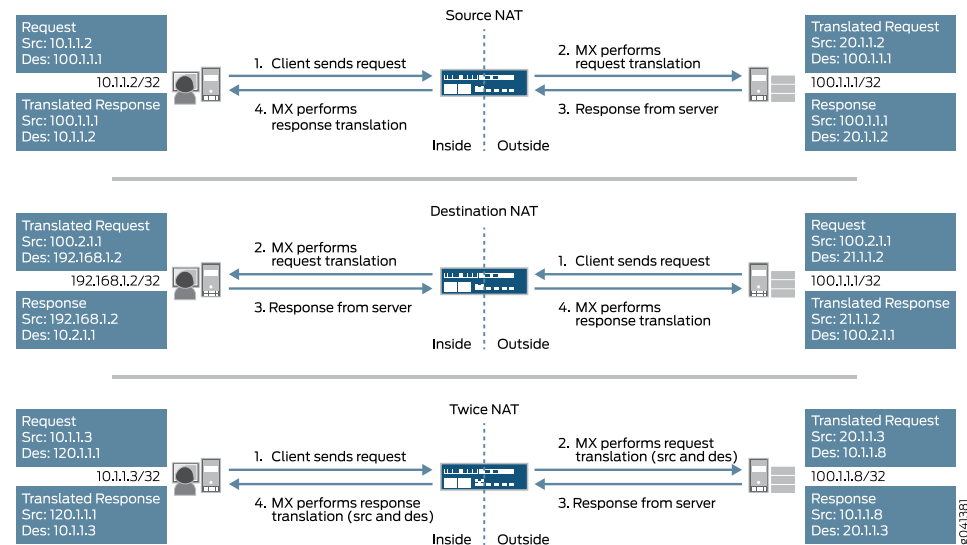 Source NAT
Request
Src: 10.1.1.2
Des: 100.1.1.1
10.1.1.2/32
Translated Response
Src: 100.1.1.1
Des: 10.1.1.2
1. Client sends request
4. MX performs
response translation
2. MX performs
request translation
3. Response from server
Inside
Outside
Translated Request
Src: 20.1.1.2
Des: 100.1.1.1
100.1.1.1/32
Response
Src: 100.1.1.1
Des: 20.1.1.2
Destination NAT
Translated Request
Src: 100.2.1.1
Des: 192.168.1.2
192.168.1.2/32
Response
Src: 192.168.1.2
Des: 10.2.1.1
2. MX performs
request translation
3. Response from server
1. Client sends request
4. MX performs
response translation
Inside
Outside
Request
Src: 100.2.1.1
Des: 21.1.1.2
100.1.1.1/32
Translated Response
Src: 21.1.1.2
Des: 100.2.1.1
Twice NAT
Request
Src: 10.1.1.3
Des: 120.1.1.1
10.1.1.3/32
Translated Response
Src: 120.1.1.1
Des: 10.1.1.3
1. Client sends request
4. MX performs response
translation (src and des)
2. MX performs request
translation (src and des)
3. Response from server
Inside
Outside
Translated Request
Src: 20.1.1.3
Des: 10.1.1.8
100.1.1.8/32
Response
Src: 10.1.1.8
Des: 20.1.1.3
g041381